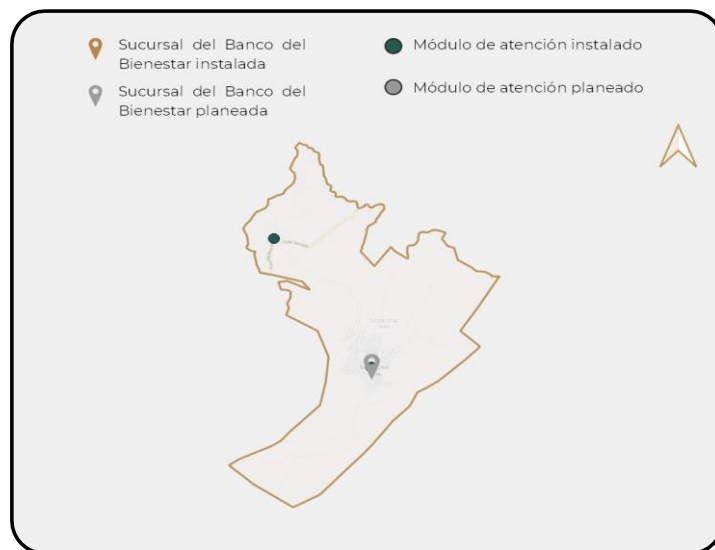 Sucursal del Banco del
Bienestar instalada
Sucursal del Banco del
Bienestar planeada
Módulo de atención instalado
Módulo de atención planeado